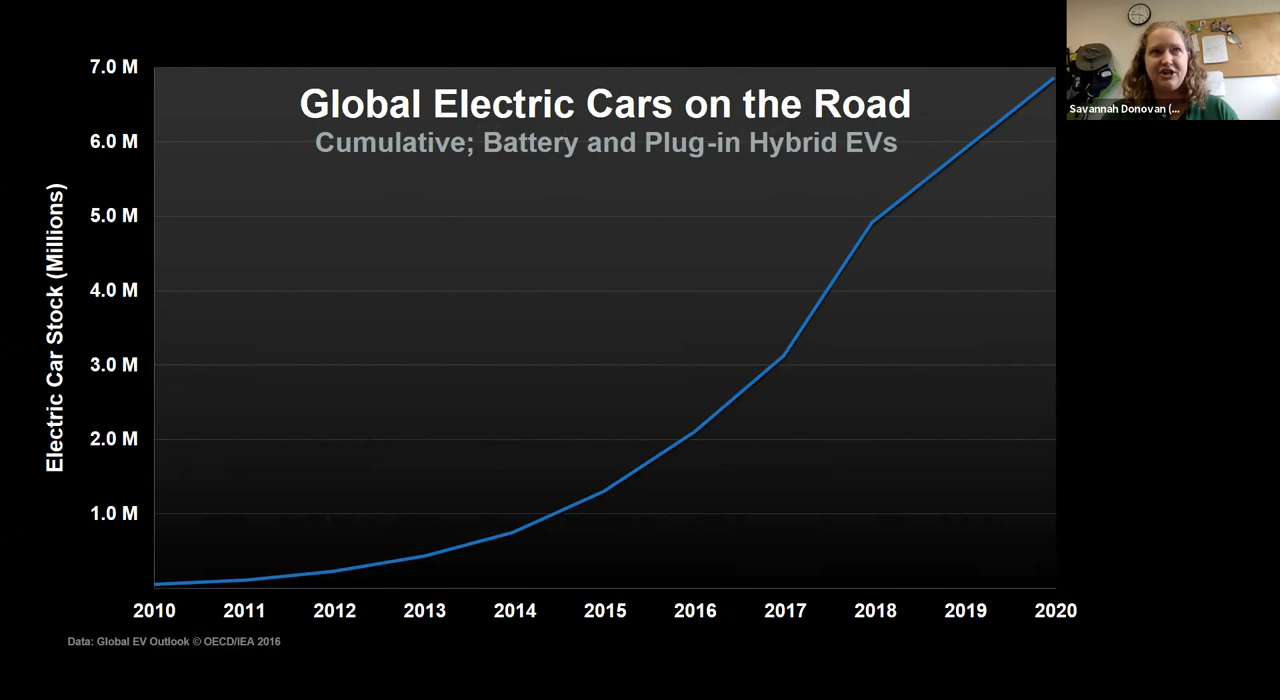 Global Electric Cars on the Road
Cumulative; Battery and Plug-in Hybrid EVs
Electric Car Stock (Millions)
7.0 M
6.0 M
5.0 M
4.0 M
3.0 M
2.0 M
1.0 M
2010 2011 2012 2013 2014 2015 2016 2017 2018 2019 2020
Data: Global EV Outlook © OECD/IEA 2016
Savannah Donovan (...